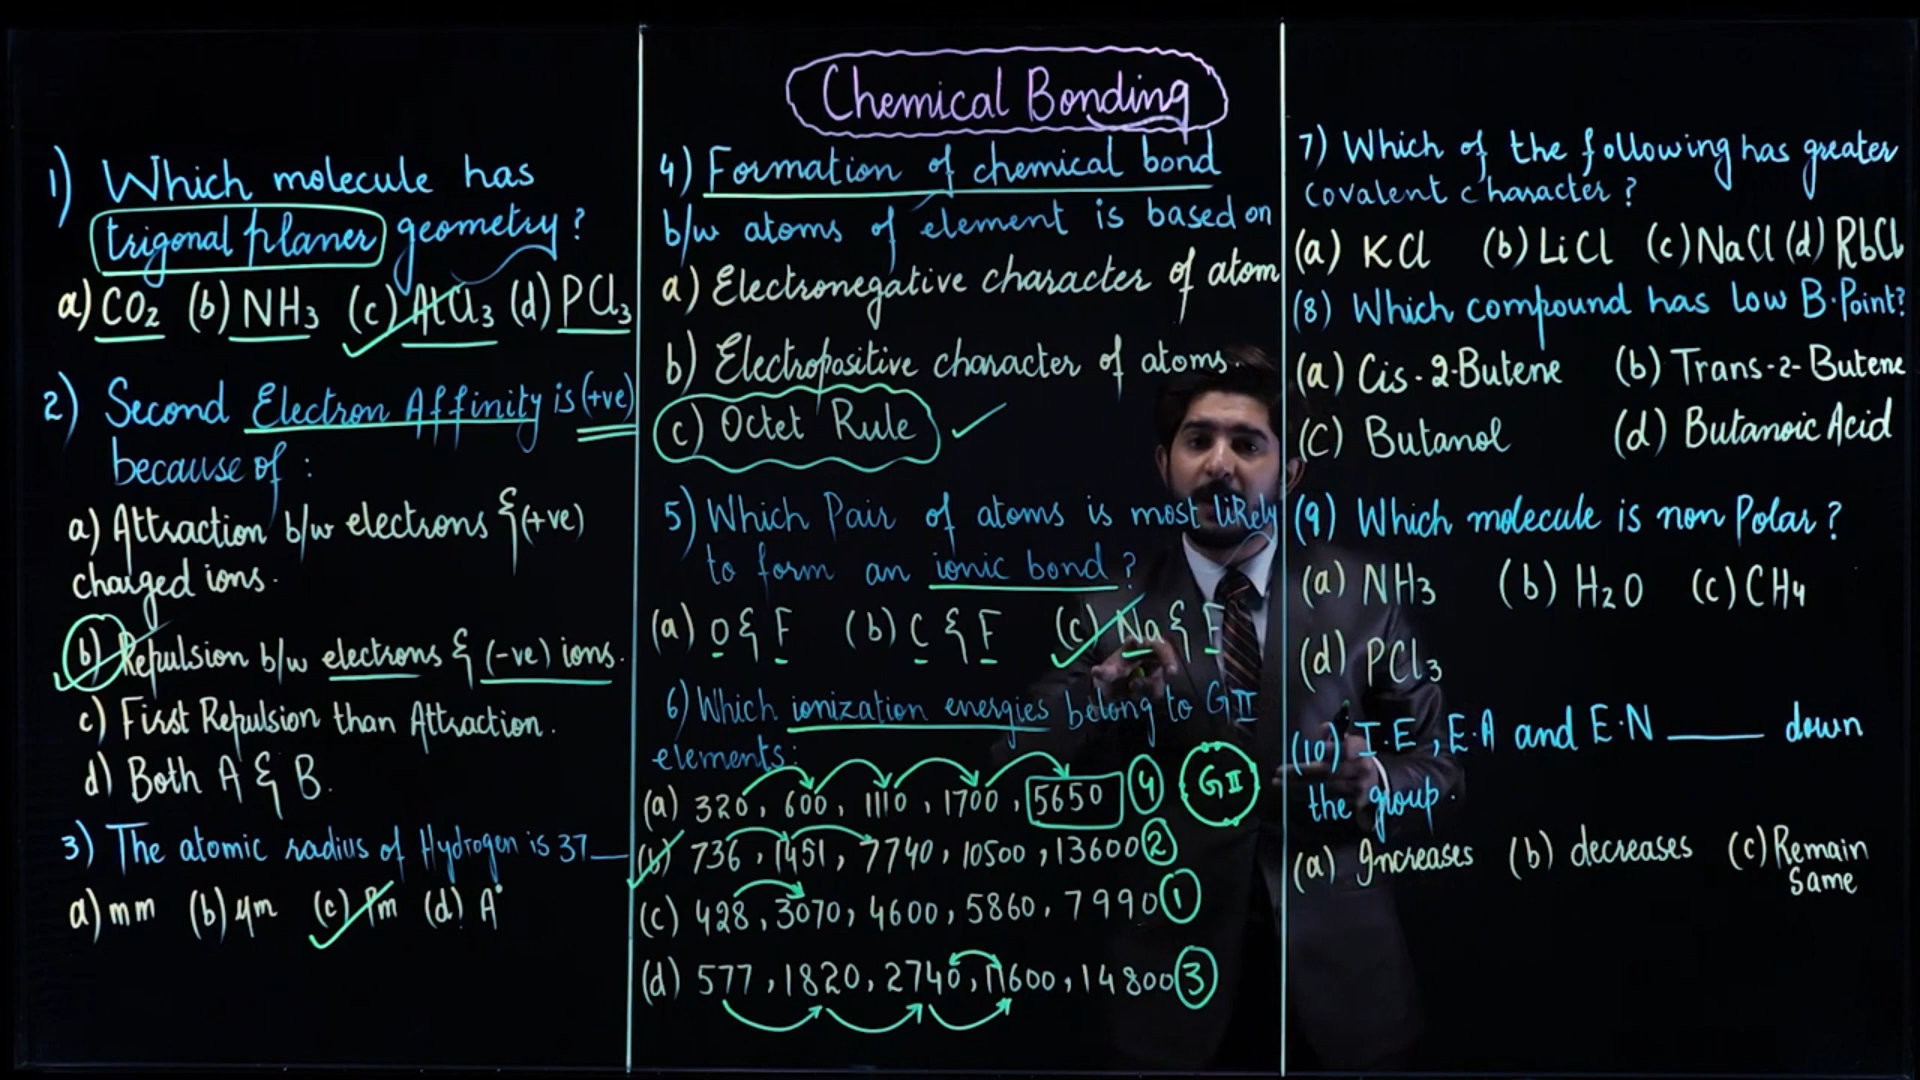 Chemical Bonding
1) Which molecule has
trigonal planer geometry?
a) CO2 (b) NH3 (c) AlCl3 (d) PCl3
2) Second Electron Affinity is (+ve)
because of :
a) Attraction b/w electrons & (+ve)
charged ions.
b) Repulsion b/w electrons & (-ve) ions.
c) First Repulsion than Attraction.
d) Both A & B.
3) The atomic radius of Hydrogen is 37__
a) mm (b) μm (c) Pm (d) A°
4) Formation of chemical bond
b/w atoms of element is based on
a) Electronegative character of atom
b) Electropositive character of atoms.
c) Octet Rule
5) Which Pair of atoms is most likely
to form an ionic bond?
(a) O & F (b) C & F (c) Na & F
6) Which ionization energies belong to GII
elements:
(a) 320, 600, 1110, 1700, 5650 4 GII
(b) 736, 1451, 7740, 10500, 13600 2
(c) 428, 3070, 4600, 5860, 7990 1
(d) 577, 1820, 2740, 11600, 14800 3
7) Which of the following has greater
covalent character?
(a) KCl (b) LiCl (c) NaCl (d) RbCl
(8) Which compound has low B.Point?
(a) Cis-2-Butene (b) Trans-2-Butene
(C) Butanol (d) Butanoic Acid
(9) Which molecule is non Polar?
(a) NH3 (b) H2O (c) CH4
(d) PCl3
(10) I.E, E.A and E.N ____ down
the group.
(a) Increases (b) decreases (c) Remain
Same